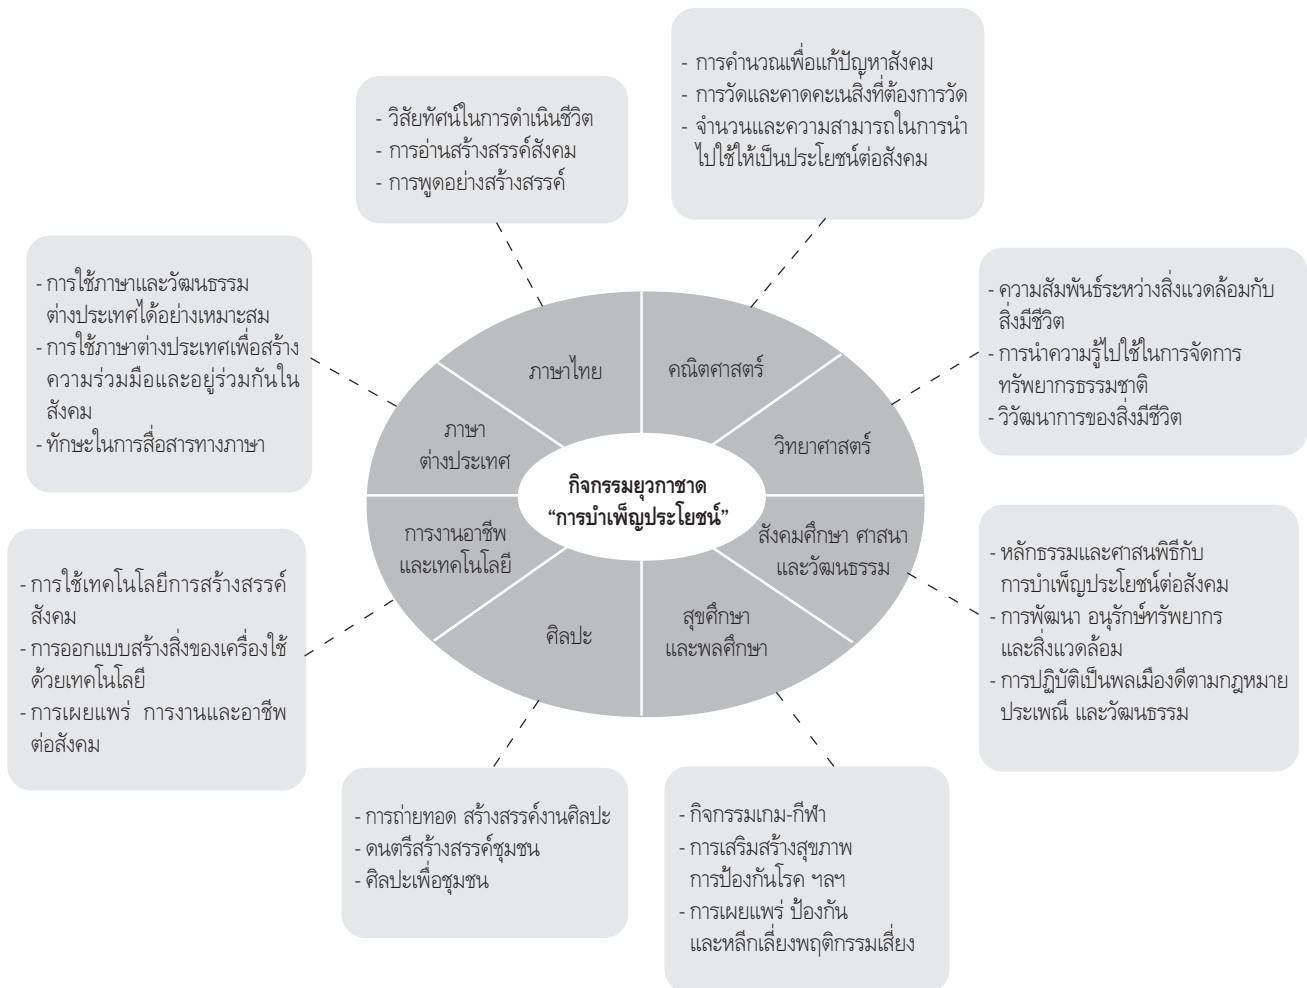 - การคำนวณเพื่อแก้ปัญหาสังคม
- การวัดและคาดคะเนสิ่งที่ต้องการวัด
- จำนวนและความสามารถในการนำ
ไปใช้ให้เป็นประโยชน์ต่อสังคม
- วิสัยทัศน์ในการดำเนินชีวิต
- การอ่านสร้างสรรค์สังคม
- การพูดอย่างสร้างสรรค์
- การใช้ภาษาและวัฒนธรรม
ต่างประเทศได้อย่างเหมาะสม
- การใช้ภาษาต่างประเทศเพื่อสร้าง
ความร่วมมือและอยู่ร่วมกันใน
สังคม
- ทักษะในการสื่อสารทางภาษา
- ความสัมพันธ์ระหว่างสิ่งแวดล้อมกับ
สิ่งมีชีวิต
- การนำความรู้ไปใช้ในการจัดการ
ทรัพยากรธรรมชาติ
- วิวัฒนาการของสิ่งมีชีวิต
ภาษาไทย
คณิตศาสตร์
ภาษา
ต่างประเทศ
วิทยาศาสตร์
กิจกรรมยุวกาชาด
“การบำเพ็ญประโยชน์”
การงานอาชีพ
และเทคโนโลยี
สังคมศึกษา ศาสนา
และวัฒนธรรม
ศิลปะ
สุขศึกษา
และพลศึกษา
- การใช้เทคโนโลยีการสร้างสรรค์
สังคม
- การออกแบบสร้างสิ่งของเครื่องใช้
ด้วยเทคโนโลยี
- การเผยแพร่ การงานและอาชีพ
ต่อสังคม
- หลักธรรมและศาสนพิธีกับ
การบำเพ็ญประโยชน์ต่อสังคม
- การพัฒนา อนุรักษ์ทรัพยากร
และสิ่งแวดล้อม
- การปฏิบัติเป็นพลเมืองดีตามกฎหมาย
ประเพณี และวัฒนธรรม
- การถ่ายทอด สร้างสรรค์งานศิลปะ
- ดนตรีสร้างสรรค์ชุมชน
- ศิลปะเพื่อชุมชน
- กิจกรรมเกม-กีฬา
- การเสริมสร้างสุขภาพ
การป้องกันโรค ฯลฯ
- การเผยแพร่ ป้องกัน
และหลีกเลี่ยงพฤติกรรมเสี่ยง